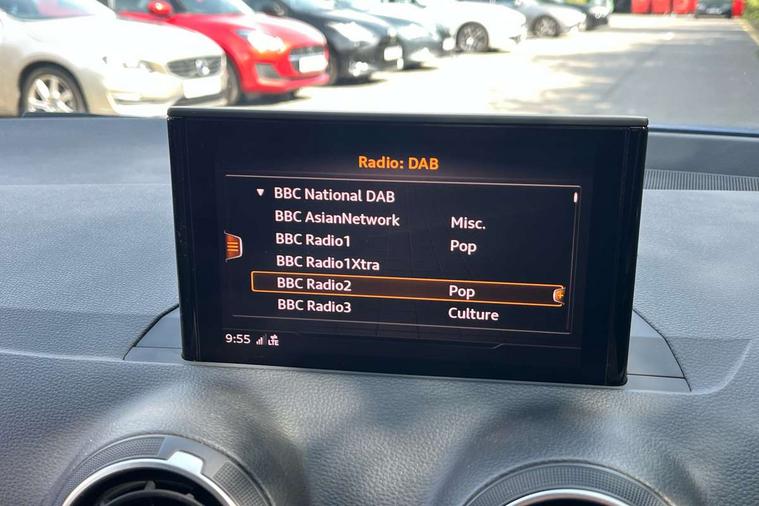 Radio: DAB
▼ BBC National DAB
BBC AsianNetwork Misc.
BBC Radio1 Pop
BBC Radio1Xtra
BBC Radio2 Pop
BBC Radio3 Culture
9:55 LTE